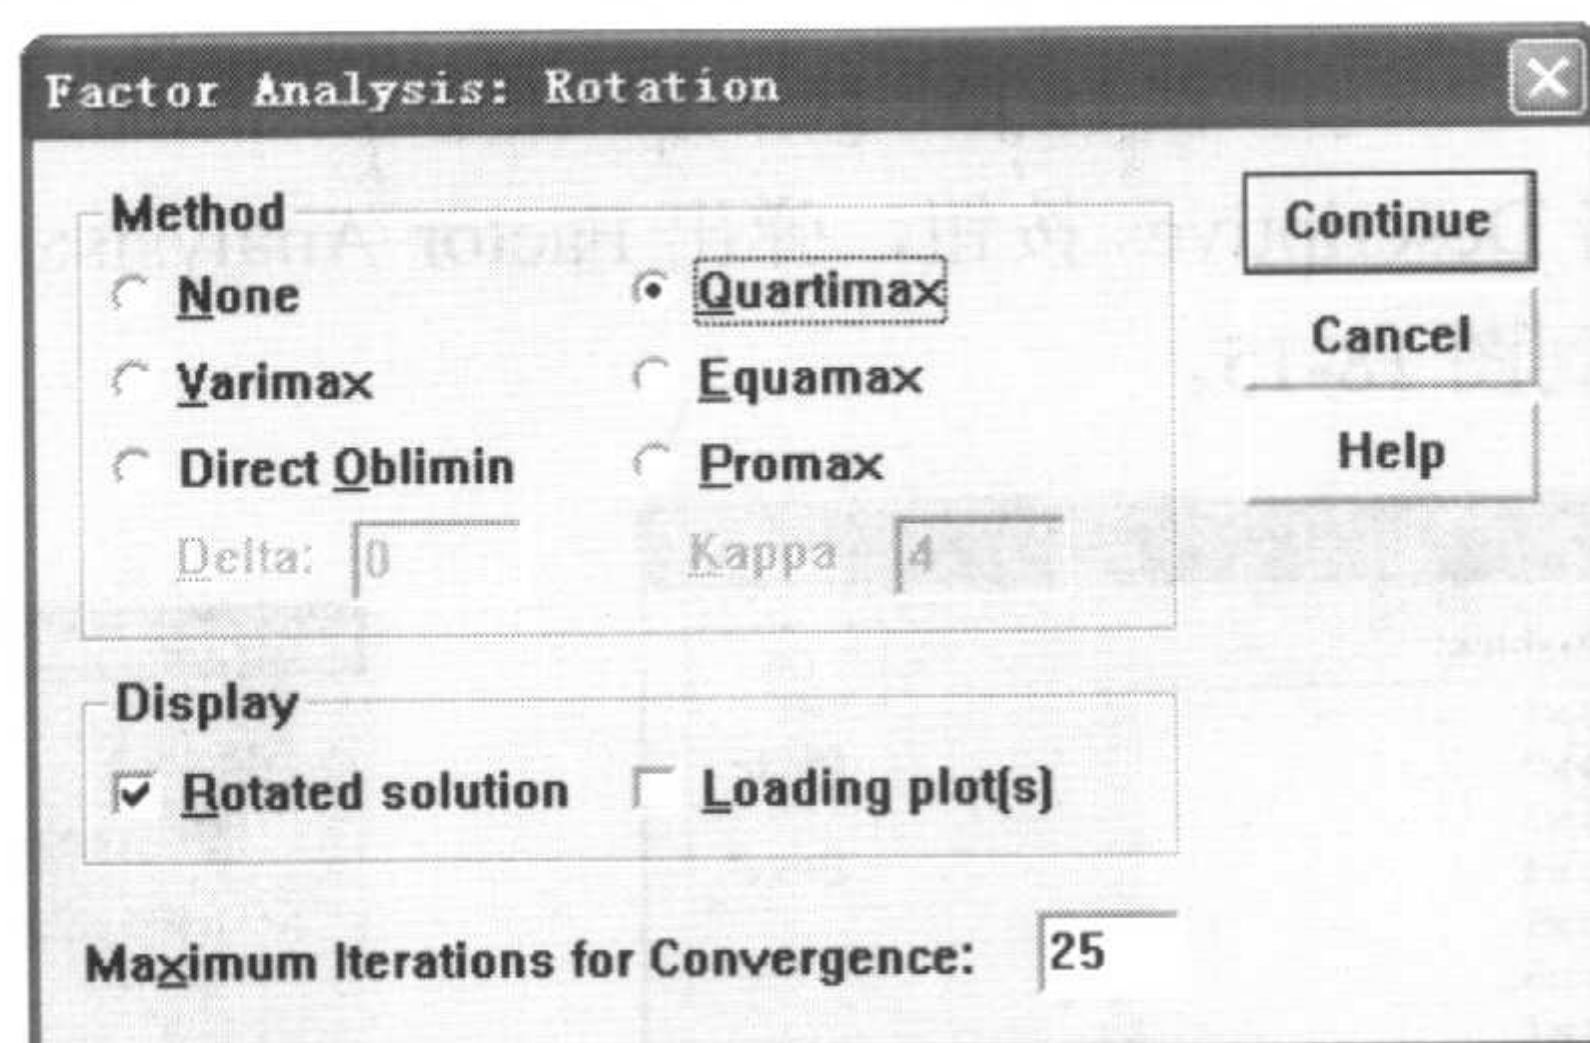 Factor Analysis: Rotation
Method
None
Quartimax
Varimax
Equamax
Direct Oblimin
Promax
Delta: 0
Kappa 4
Display
Rotated solution
Loading plot(s)
Maximum Iterations for Convergence: 25
Continue
Cancel
Help